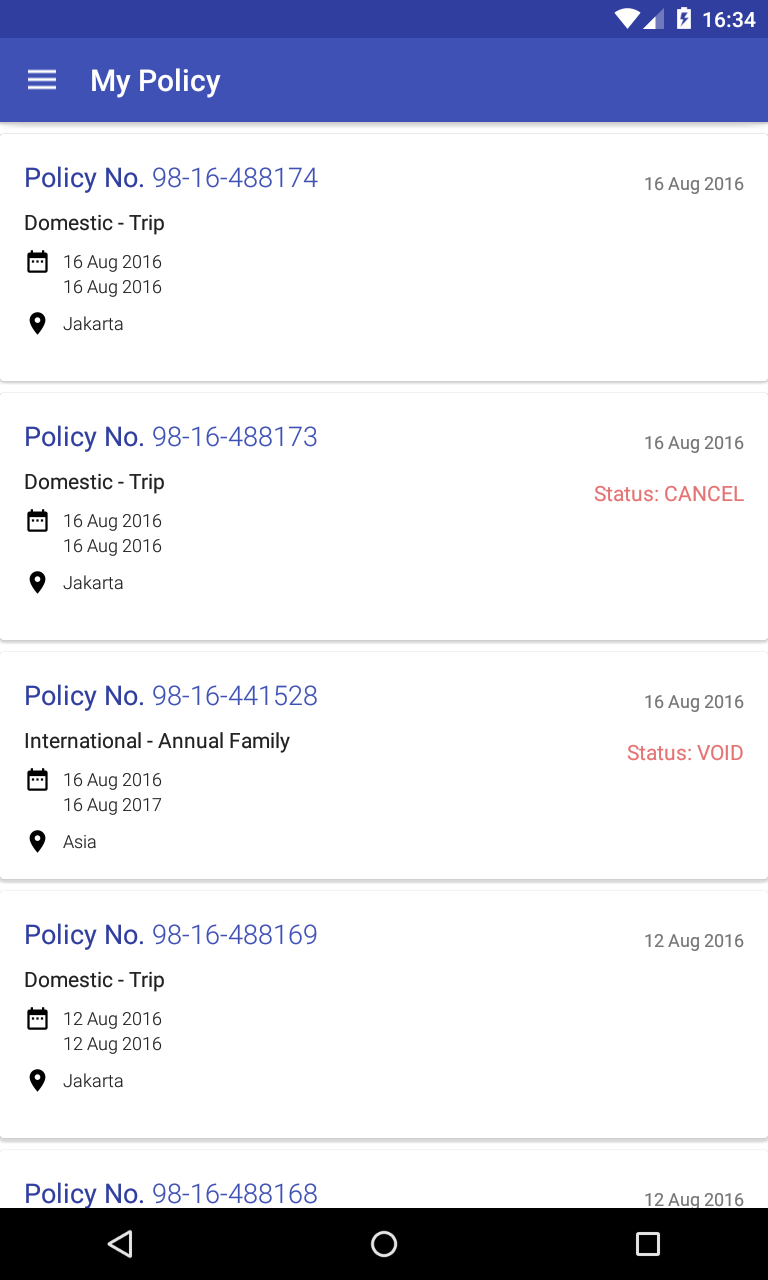 16:34
My Policy
Policy No. 98-16-488174
16 Aug 2016
Domestic - Trip
16 Aug 2016
16 Aug 2016
Jakarta
Policy No. 98-16-488173
16 Aug 2016
Domestic - Trip
Status: CANCEL
16 Aug 2016
16 Aug 2016
Jakarta
Policy No. 98-16-441528
16 Aug 2016
International - Annual Family
Status: VOID
16 Aug 2016
16 Aug 2017
Asia
Policy No. 98-16-488169
12 Aug 2016
Domestic - Trip
12 Aug 2016
12 Aug 2016
Jakarta
Policy No. 98-16-488168
12 Aug 2016